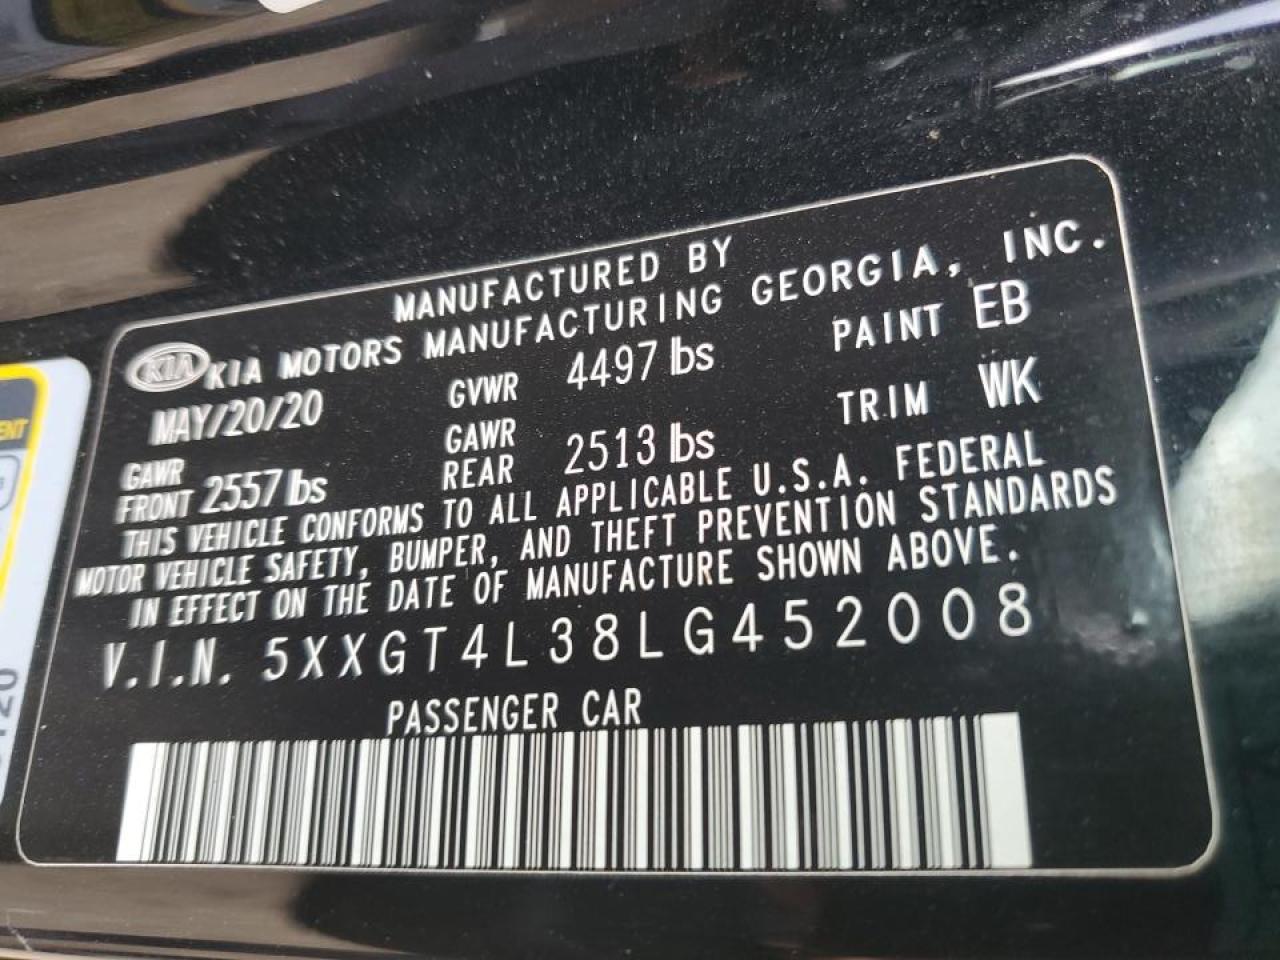 MANUFACTURED BY
KIA KIA MOTORS MANUFACTURING GEORGIA, INC.
MAY/20/20 GVWR 4497 lbs PAINT EB
GAWR FRONT 2557 lbs GAWR REAR 2513 lbs TRIM WK
THIS VEHICLE CONFORMS TO ALL APPLICABLE U.S.A. FEDERAL
MOTOR VEHICLE SAFETY, BUMPER, AND THEFT PREVENTION STANDARDS
IN EFFECT ON THE DATE OF MANUFACTURE SHOWN ABOVE.
V.I.N. 5XXGT4L38LG452008
PASSENGER CAR